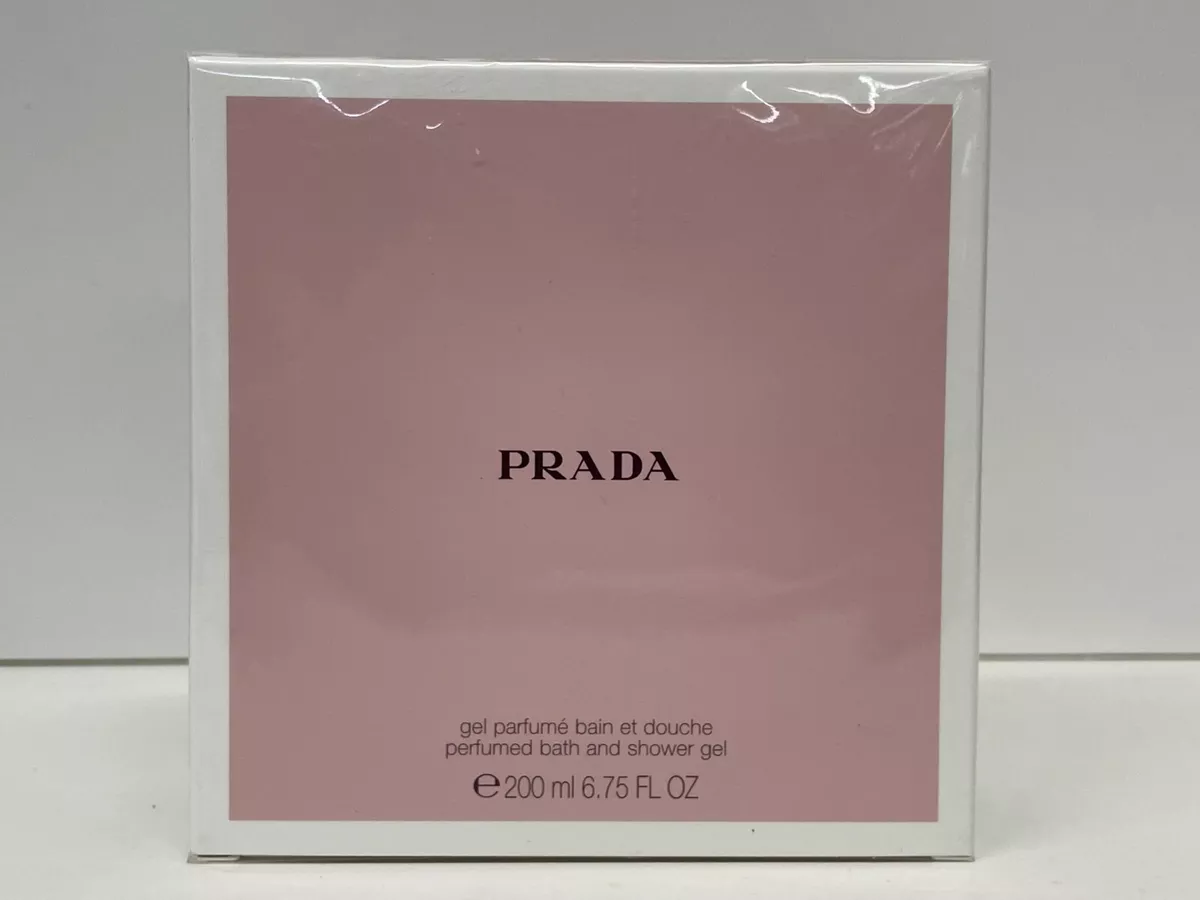 PRADA
gel parfumé bain et douche
perfumed bath and shower gel
℮ 200 ml 6.75 FL OZ